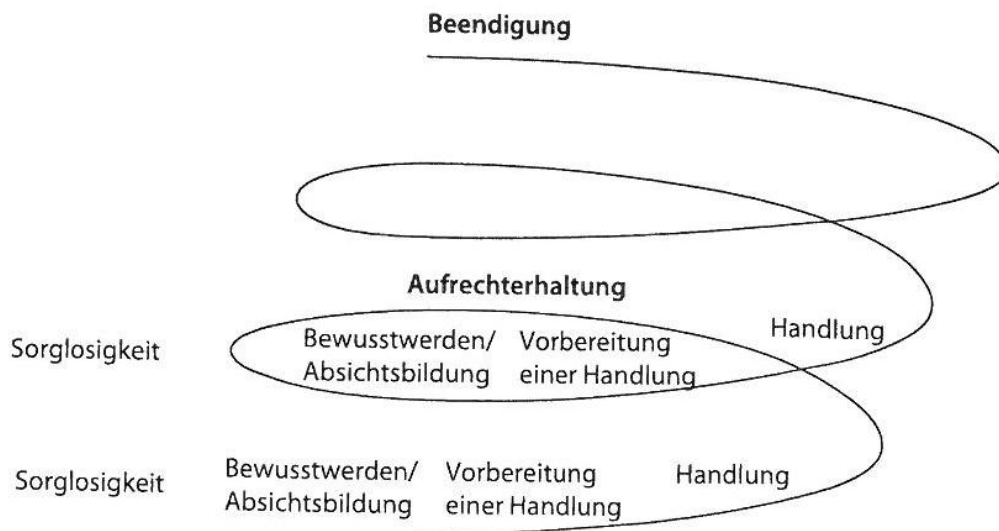 Beendigung
Aufrechterhaltung
Sorglosigkeit Bewusstwerden/ Vorbereitung Handlung
Absichtsbildung einer Handlung
Sorglosigkeit Bewusstwerden/ Vorbereitung Handlung
Absichtsbildung einer Handlung